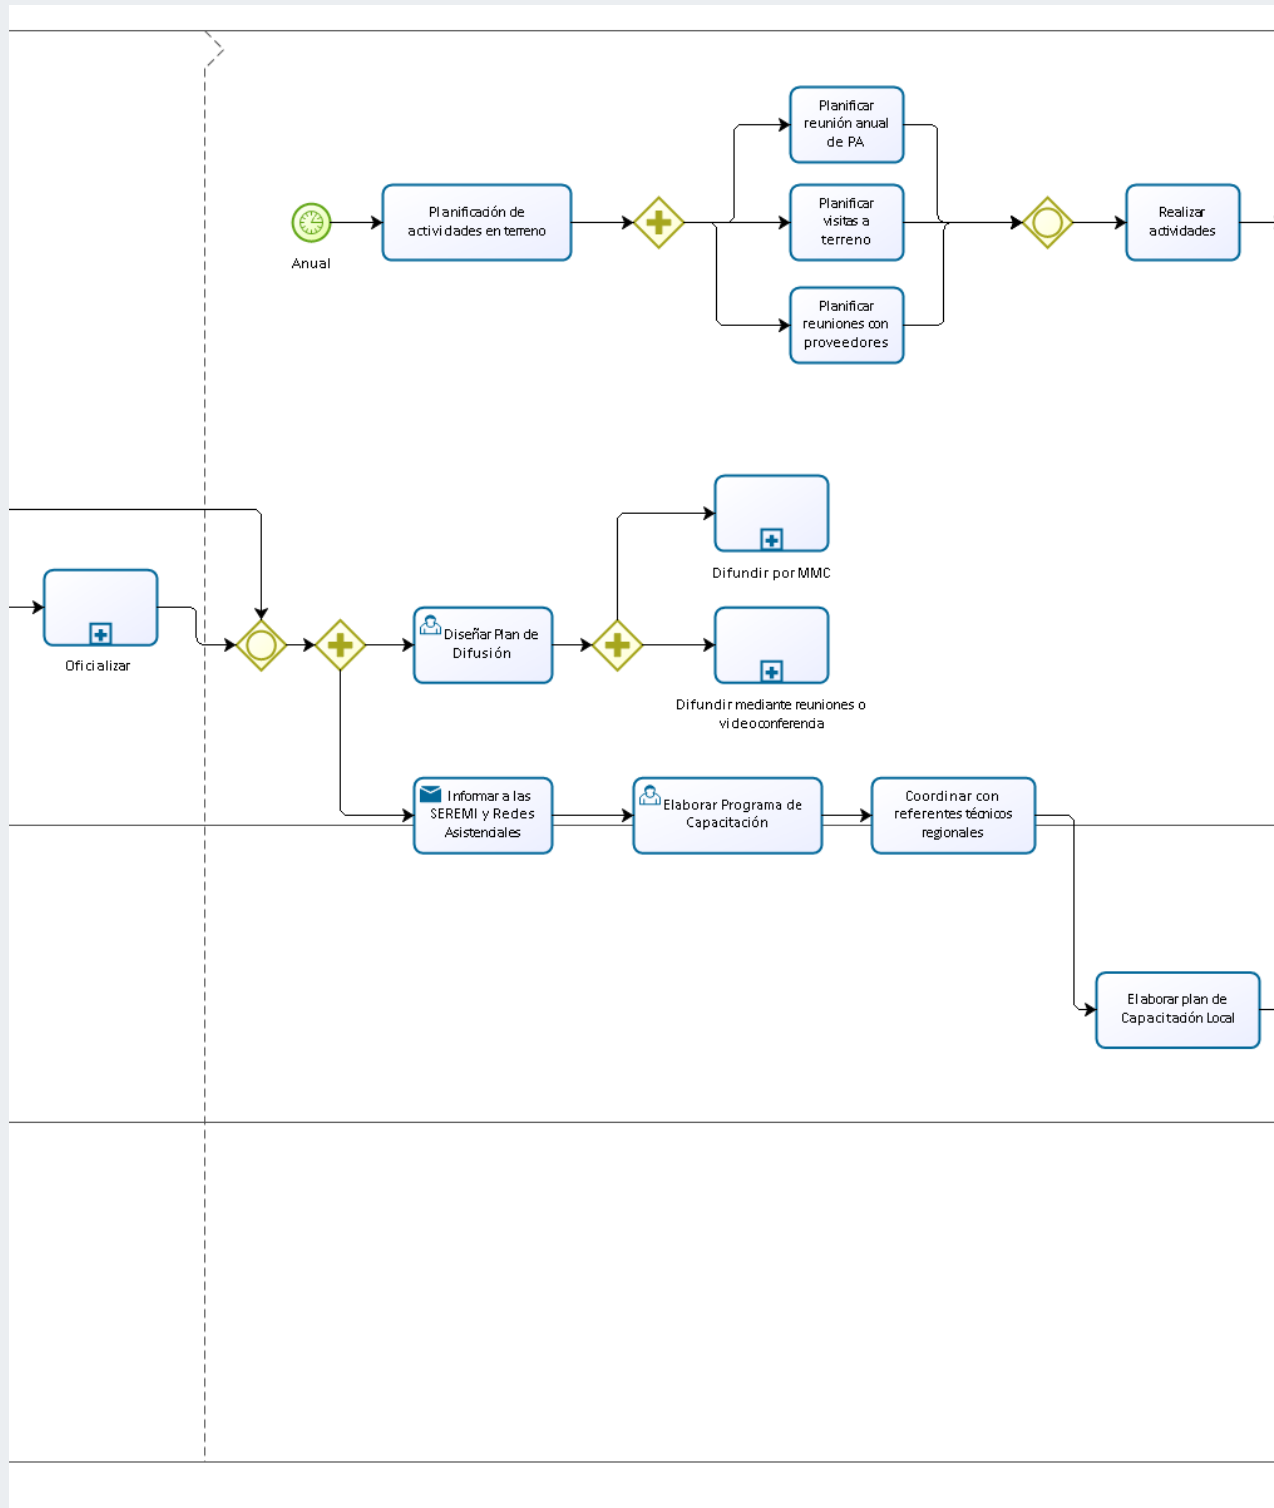 Planificar
reunión anual
de PA
Planificación de
actividades en terreno
Planificar
visitas a
terreno
Realizar
actividades
Anual
Planificar
reuniones con
proveedores
Difundir por MMC
Oficializar
Diseñar Plan de
Difusión
Difundir mediante reuniones o
videoconferencia
Informar a las
SEREMI y Redes
Asistenciales
Elaborar Programa de
Capacitación
Coordinar con
referentes técnicos
regionales
Elaborar plan de
Capacitación Local